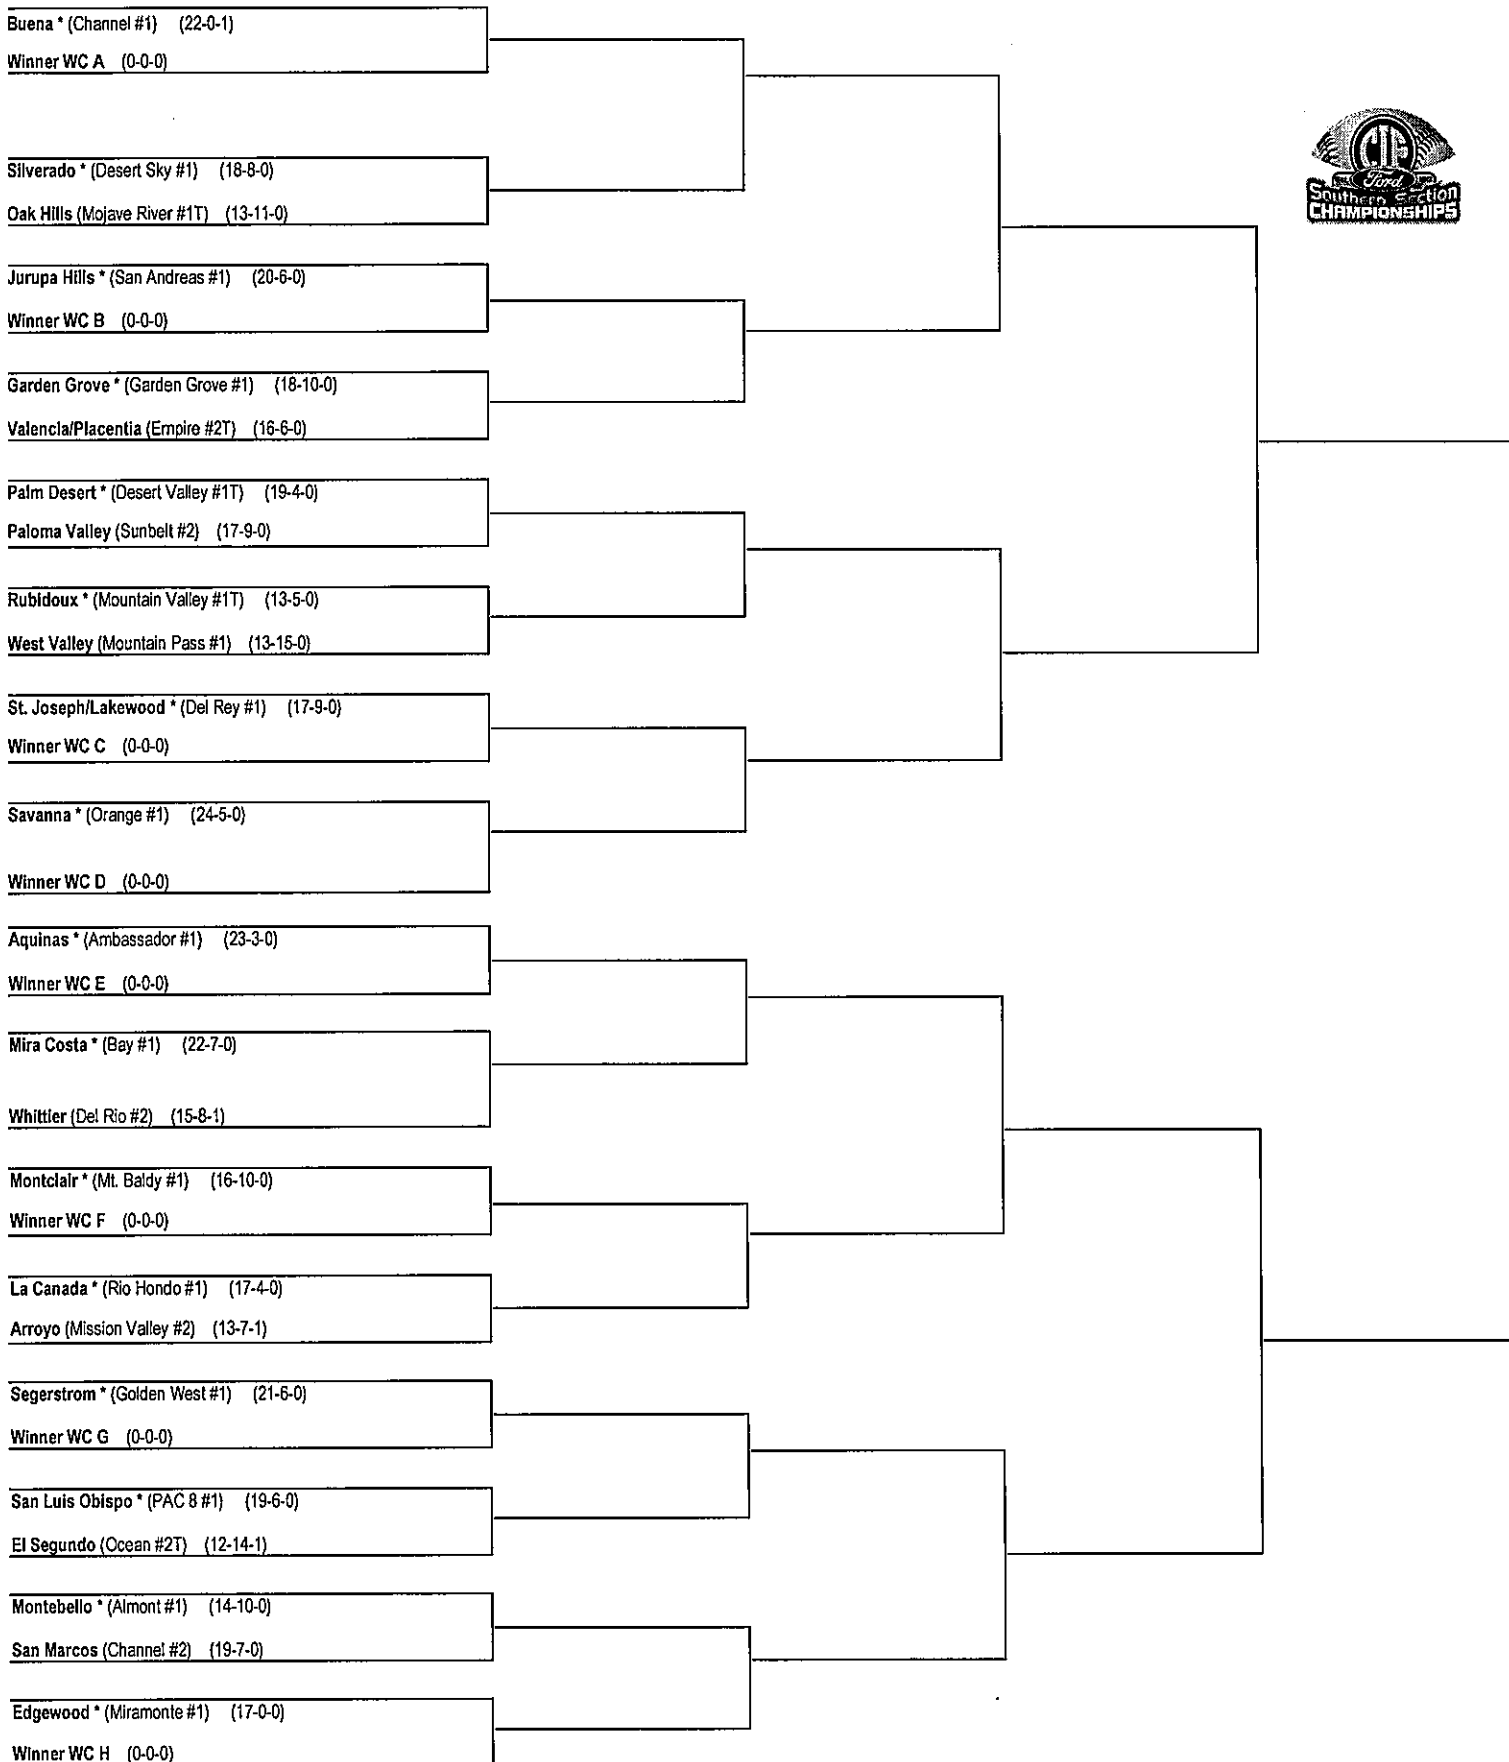 Buena * (Channel #1) (22-0-1)
Winner WC A (0-0-0)
CIF
Ford
Southern Section
CHAMPIONSHIPS
Silverado * (Desert Sky #1) (18-8-0)
Oak Hills (Mojave River #1T) (13-11-0)
Jurupa Hills * (San Andreas #1) (20-6-0)
Winner WC B (0-0-0)
Garden Grove * (Garden Grove #1) (18-10-0)
Valencia/Placentia (Empire #2T) (16-6-0)
Palm Desert * (Desert Valley #1T) (19-4-0)
Paloma Valley (Sunbelt #2) (17-9-0)
Rubidoux * (Mountain Valley #1T) (13-5-0)
West Valley (Mountain Pass #1) (13-15-0)
St. Joseph/Lakewood * (Del Rey #1) (17-9-0)
Winner WC C (0-0-0)
Savanna * (Orange #1) (24-5-0)
Winner WC D (0-0-0)
Aquinas * (Ambassador #1) (23-3-0)
Winner WC E (0-0-0)
Mira Costa * (Bay #1) (22-7-0)
Whittier (Del Rio #2) (15-8-1)
Montclair * (Mt. Baldy #1) (16-10-0)
Winner WC F (0-0-0)
La Canada * (Rio Hondo #1) (17-4-0)
Arroyo (Mission Valley #2) (13-7-1)
Segerstrom * (Golden West #1) (21-6-0)
Winner WC G (0-0-0)
San Luis Obispo * (PAC 8 #1) (19-6-0)
El Segundo (Ocean #2T) (12-14-1)
Montebello * (Almont #1) (14-10-0)
San Marcos (Channel #2) (19-7-0)
Edgewood * (Miramonte #1) (17-0-0)
Winner WC H (0-0-0)